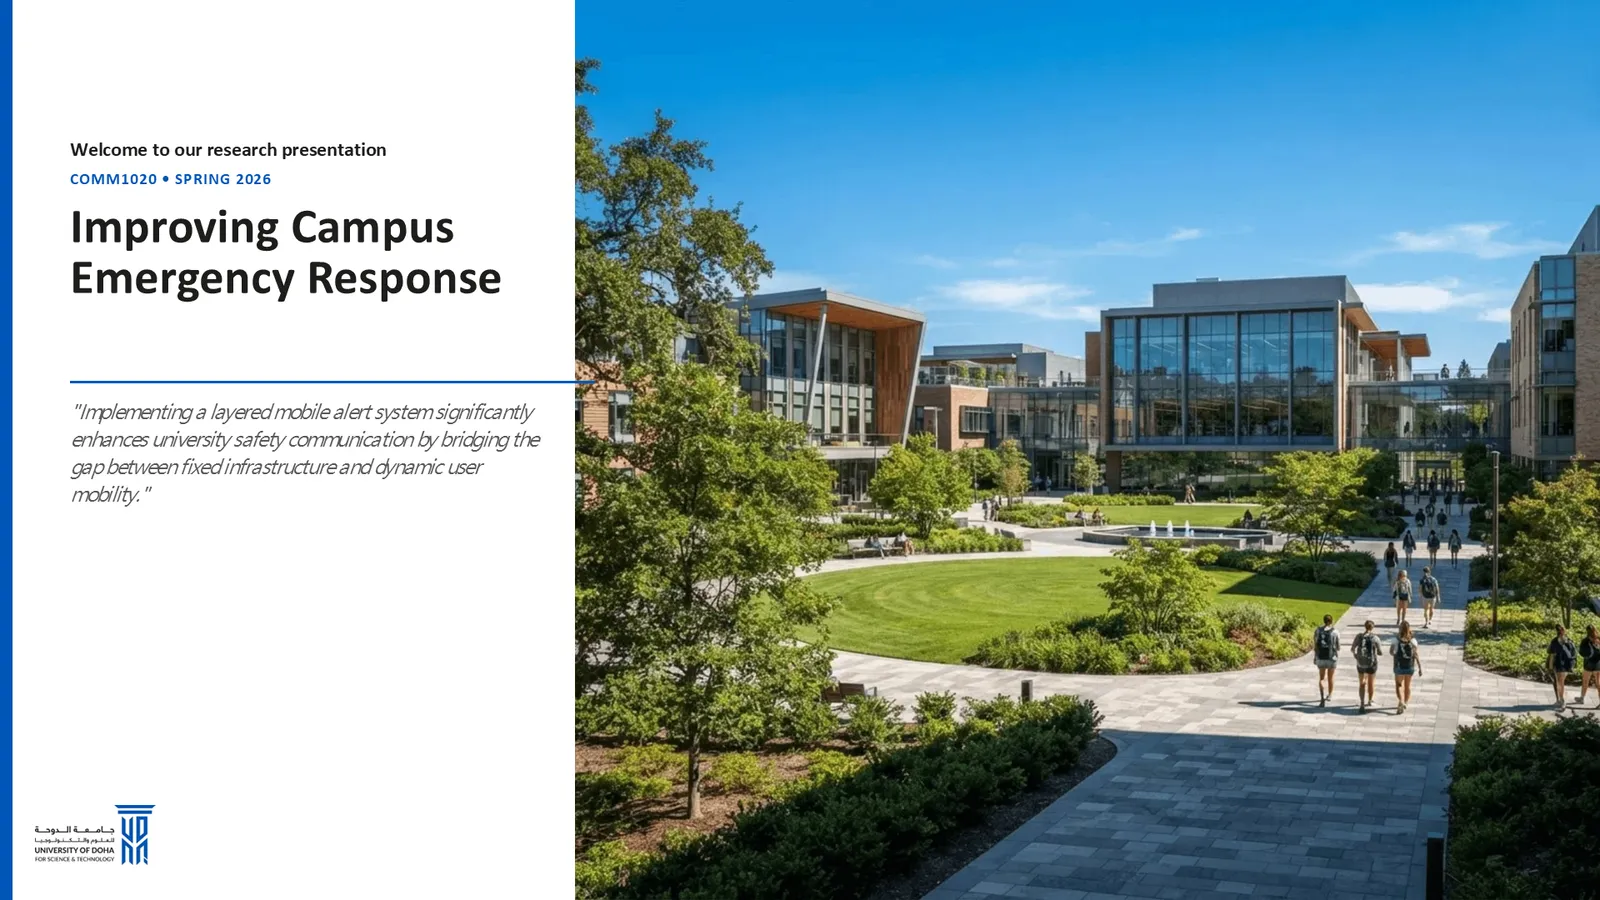 Welcome to our research presentation
COMM1020 • SPRING 2026
Improving Campus
Emergency Response
"Implementing a layered mobile alert system significantly
enhances university safety communication by bridging the
gap between fixed infrastructure and dynamic user
mobility."
جامعة الدوحة
للعلوم والتكنولوجيا
UNIVERSITY OF DOHA
FOR SCIENCE & TECHNOLOGY